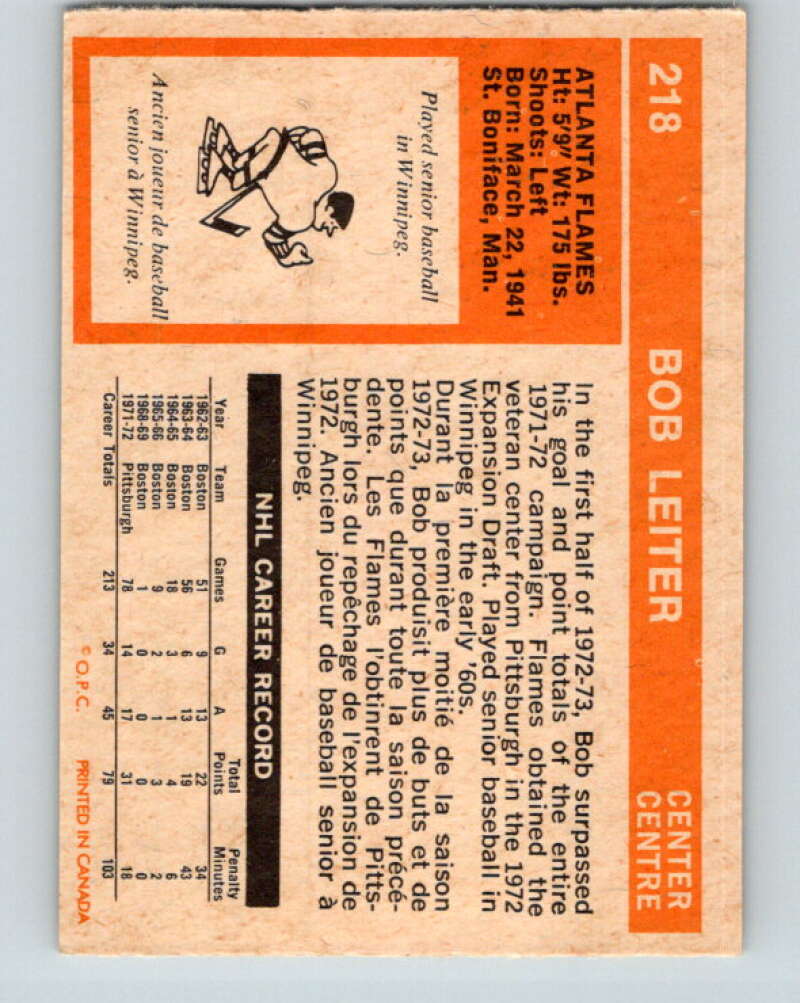 218
BOB LEITER
CENTER
CENTRE
ATLANTA FLAMES
Ht: 5'9" Wt: 175 lbs.
Shoots: Left
Born: March 22, 1941
St. Boniface, Man.
Played senior baseball
in Winnipeg.
Ancien joueur de baseball
senior à Winnipeg.
In the first half of 1972-73, Bob surpassed
his goal and point totals of the entire
1971-72 campaign. Flames obtained the
veteran center from Pittsburgh in the 1972
Expansion Draft. Played senior baseball in
Winnipeg in the early '60s.
Durant la première moitié de la saison
1972-73, Bob produisit plus de buts et de
points que durant toute la saison précé-
dente. Les Flames l'obtinrent de Pitts-
burgh lors du repêchage de l'expansion de
1972. Ancien joueur de baseball senior à
Winnipeg.
NHL CAREER RECORD
Year Team Games G A Total Points Penalty Minutes
1962-63 Boston 51 9 13 22 34
1963-64 Boston 56 6 13 19 43
1964-65 Boston 18 3 1 4 6
1965-66 Boston 9 2 1 3 2
1968-69 Boston 1 0 0 0 0
1971-72 Pittsburgh 78 14 17 31 18
Career Totals 213 34 45 79 103
© O.P.C. PRINTED IN CANADA